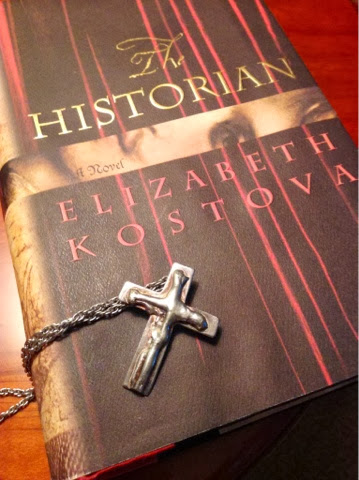 The
HISTORIAN
A Novel
ELIZABETH
KOSTOVA